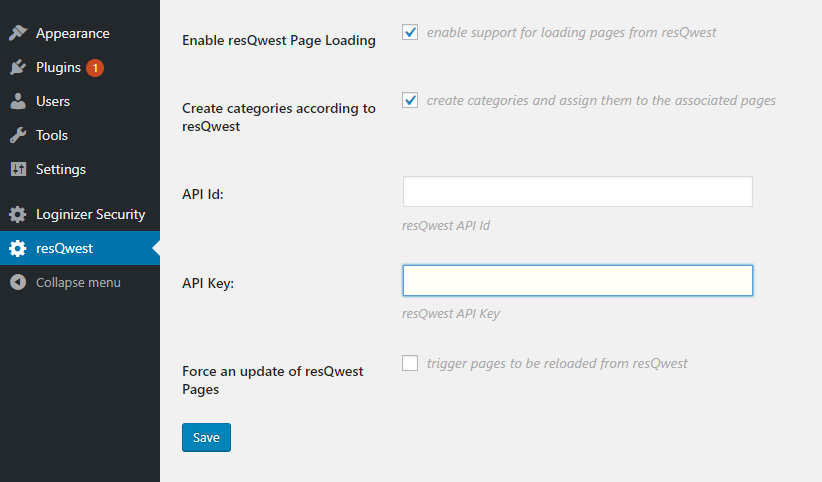 Appearance
Plugins 1
Users
Tools
Settings
Loginizer Security
resQwest
Collapse menu
Enable resQwest Page Loading
enable support for loading pages from resQwest
Create categories according to
resQwest
create categories and assign them to the associated pages
API Id:
resQwest API Id
API Key:
resQwest API Key
Force an update of resQwest
Pages
trigger pages to be reloaded from resQwest
Save